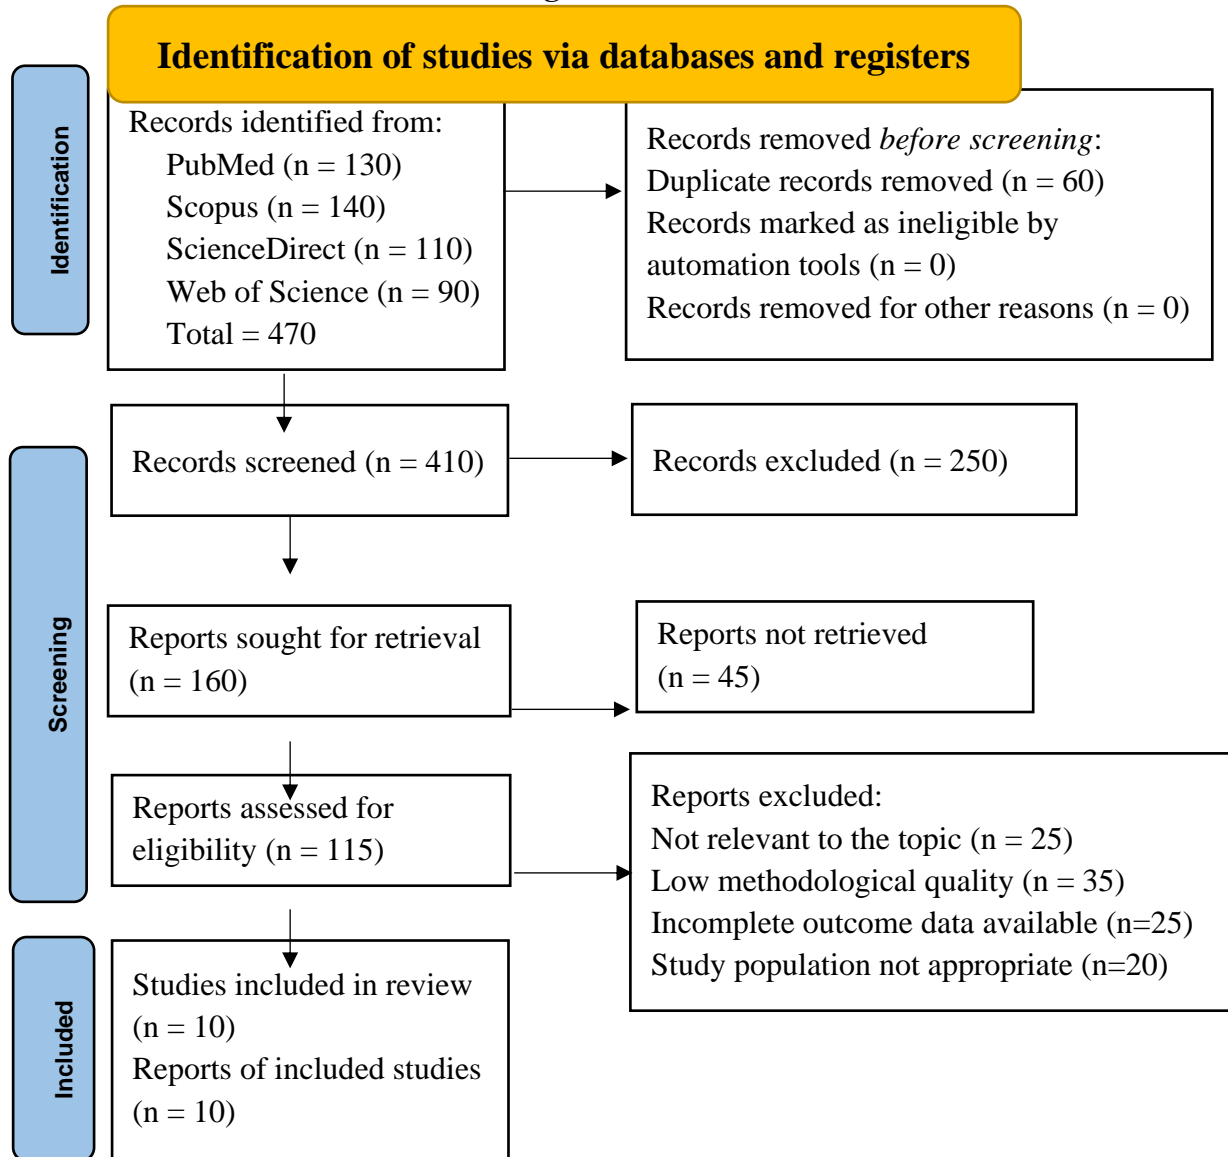 Identification of studies via databases and registers
Identification
Records identified from:
PubMed (n = 130)
Scopus (n = 140)
ScienceDirect (n = 110)
Web of Science (n = 90)
Total = 470
Records removed before screening:
Duplicate records removed (n = 60)
Records marked as ineligible by
automation tools (n = 0)
Records removed for other reasons (n = 0)
Screening
Records screened (n = 410)
Records excluded (n = 250)
Reports sought for retrieval
(n = 160)
Reports not retrieved
(n = 45)
Reports assessed for
eligibility (n = 115)
Reports excluded:
Not relevant to the topic (n = 25)
Low methodological quality (n = 35)
Incomplete outcome data available (n=25)
Study population not appropriate (n=20)
Included
Studies included in review
(n = 10)
Reports of included studies
(n = 10)